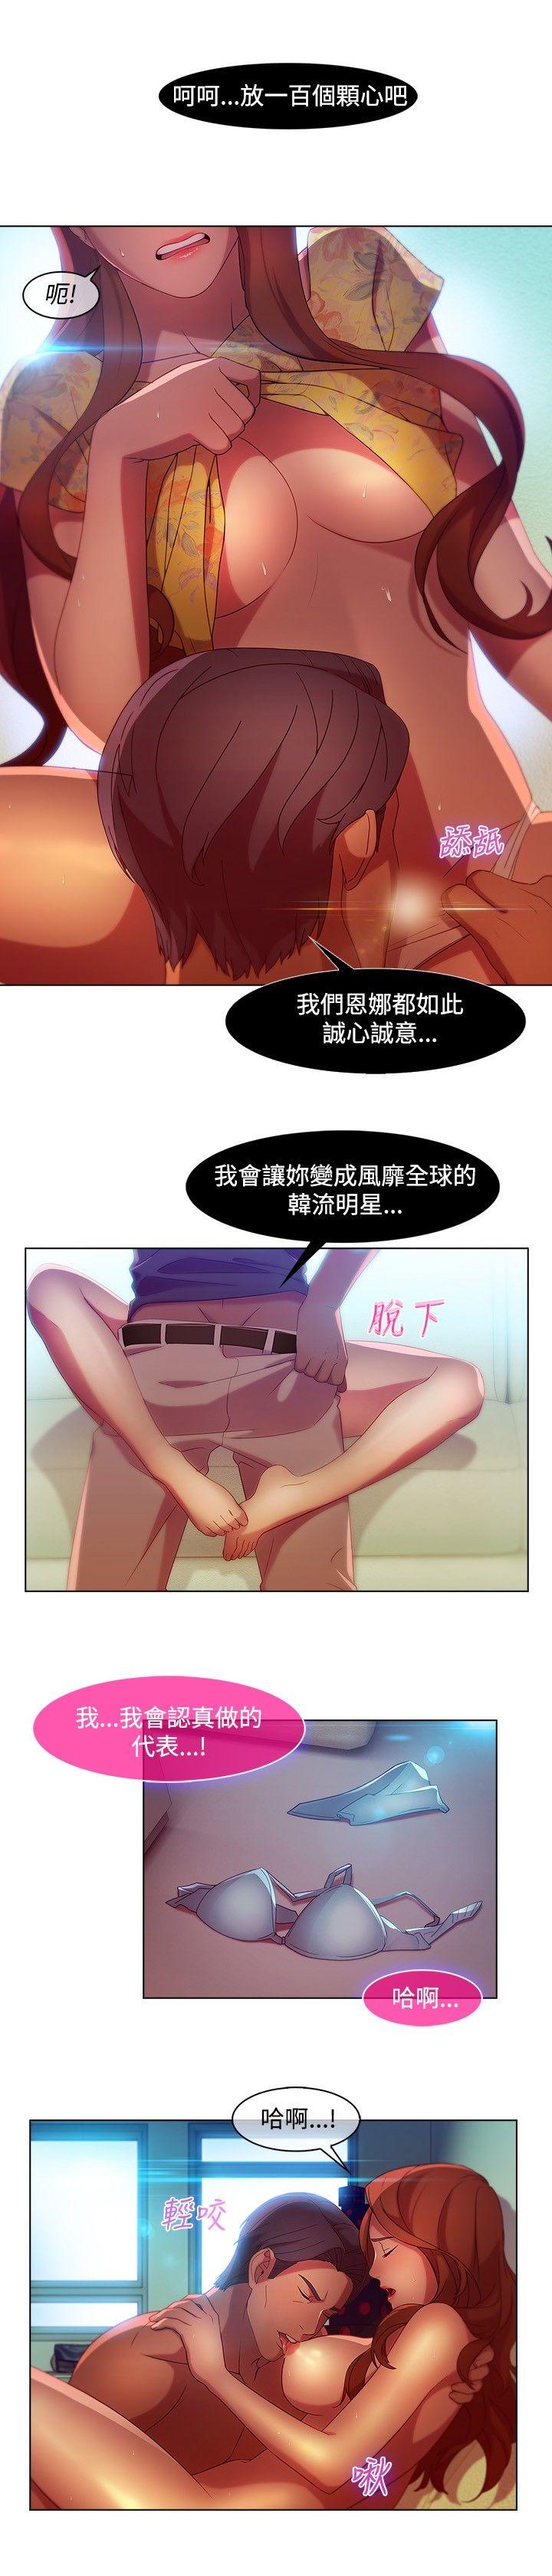 呵呵...放一百個顆心吧
呃!
舔舐
我們恩娜都如此
誠心誠意...
我會讓妳變成風靡全球的
韓流明星...
脫下
我...我會認真做的
代表...!
哈啊...
哈啊...!
輕咬
啾